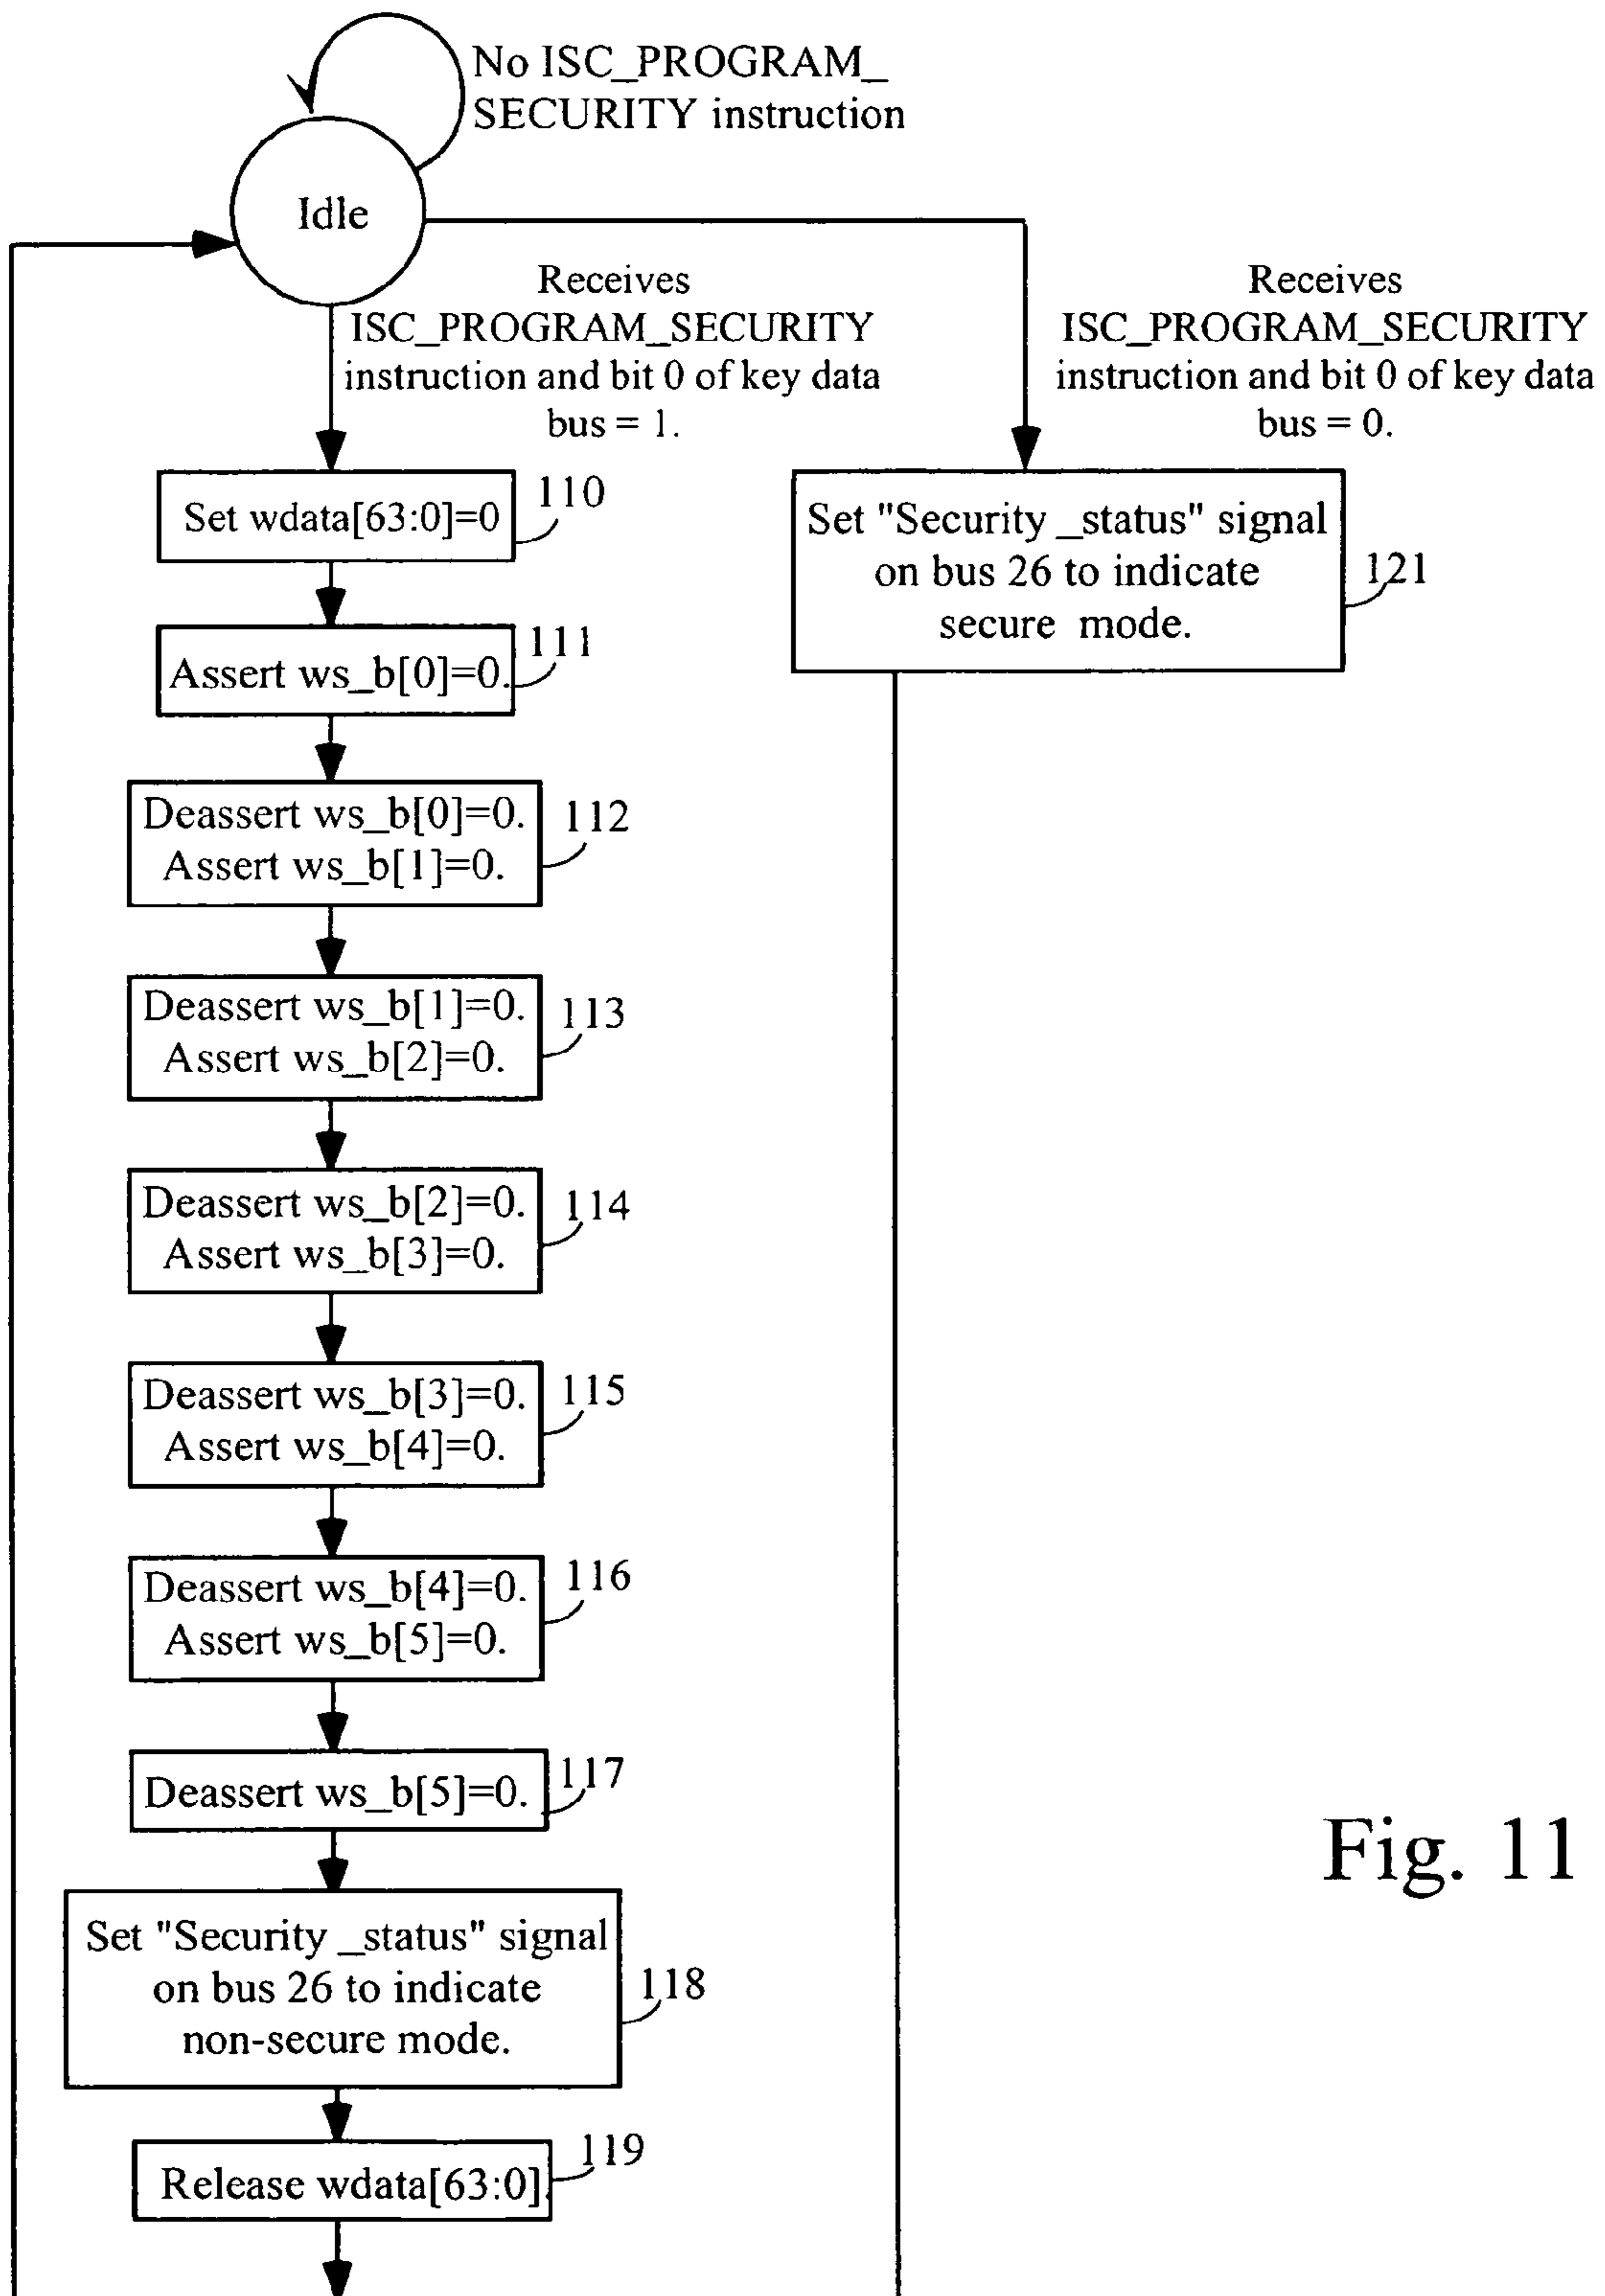 No ISC_PROGRAM_
SECURITY instruction
Idle
Receives
ISC_PROGRAM_SECURITY
instruction and bit 0 of key data
bus = 1.
Receives
ISC_PROGRAM_SECURITY
instruction and bit 0 of key data
bus = 0.
Set wdata[63:0]=0
110
Set "Security _status" signal
on bus 26 to indicate
secure mode.
121
Assert ws_b[0]=0.
111
Deassert ws_b[0]=0.
Assert ws_b[1]=0.
112
Deassert ws_b[1]=0.
Assert ws_b[2]=0.
113
Deassert ws_b[2]=0.
Assert ws_b[3]=0.
114
Deassert ws_b[3]=0.
Assert ws_b[4]=0.
115
Deassert ws_b[4]=0.
Assert ws_b[5]=0.
116
Deassert ws_b[5]=0.
117
Set "Security _status" signal
on bus 26 to indicate
non-secure mode.
118
Release wdata[63:0]
119
Fig. 11